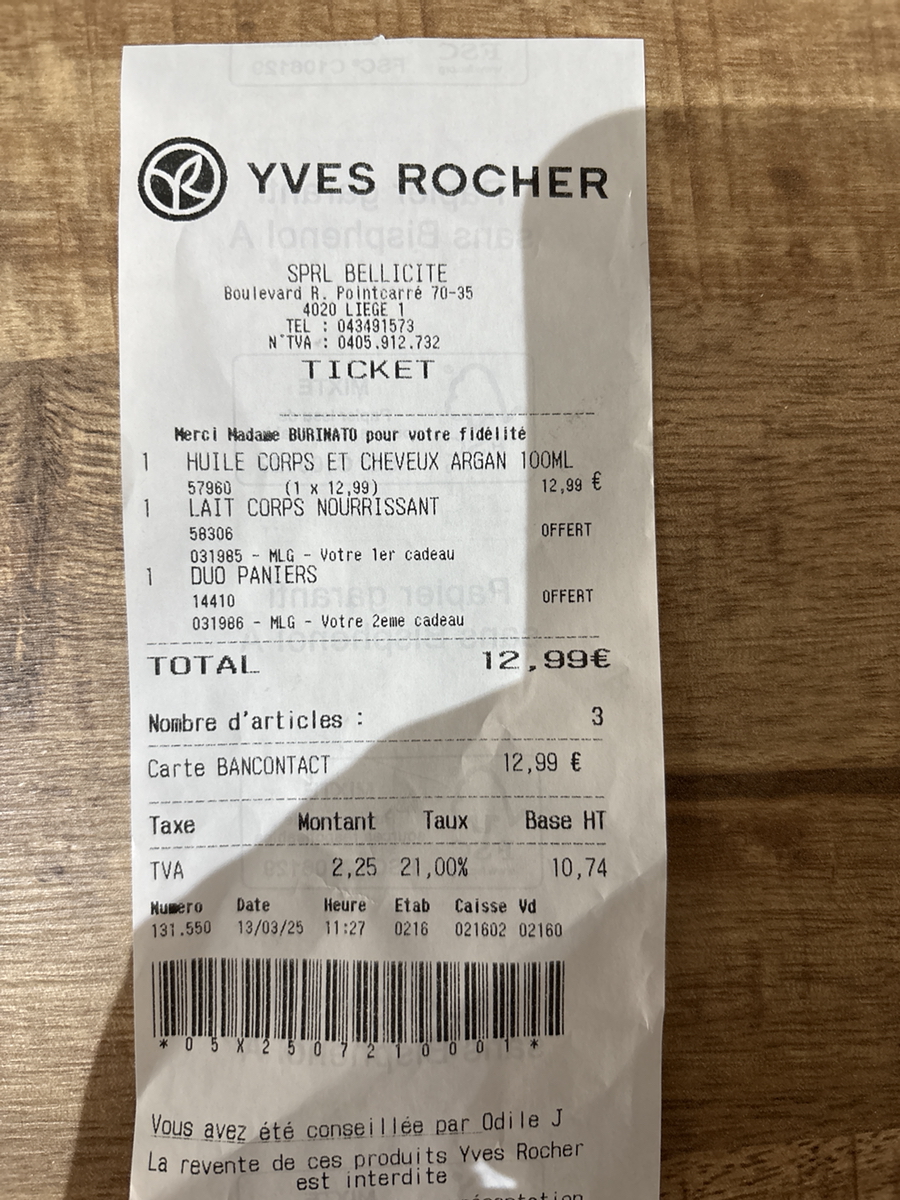 YVES ROCHER
SPRL BELLICITE
Boulevard R. Pointcarré 70-35
4020 LIEGE 1
TEL : 043491573
N°TVA : 0405.912.732
TICKET
Merci Madame BURINATO pour votre fidélité
1 HUILE CORPS ET CHEVEUX ARGAN 100ML
57960 (1 x 12,99) 12,99 €
1 LAIT CORPS NOURRISSANT
58306 OFFERT
031985 - MLG - Votre 1er cadeau
1 DUO PANIERS
14410 OFFERT
031986 - MLG - Votre 2eme cadeau
TOTAL 12,99€
Nombre d'articles : 3
Carte BANCONTACT 12,99 €
Taxe Montant Taux Base HT
TVA 2,25 21,00% 10,74
Numero Date Heure Etab Caisse Vd
131.550 13/03/25 11:27 0216 021602 02160
*05X2507210001*
Vous avez été conseillée par Odile J
La revente de ces produits Yves Rocher
est interdite